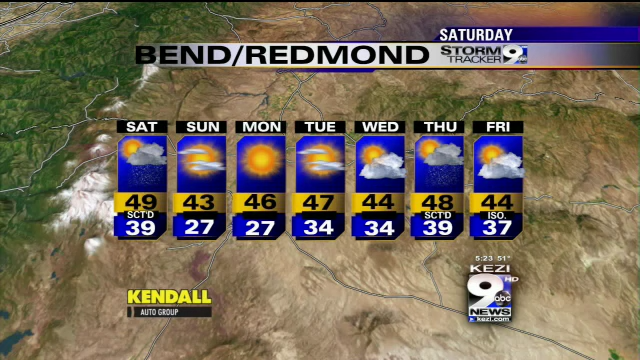 SATURDAY
BEND/REDMOND
STORM TRACKER 9 abc
SAT SUN MON TUE WED THU FRI
49 43 46 47 44 48 44
SCT'D SCT'D ISO.
39 27 27 34 34 39 37
5:23 51°
KEZI
9 HD
abc
NEWS
kezi.com
KENDALL
AUTO GROUP